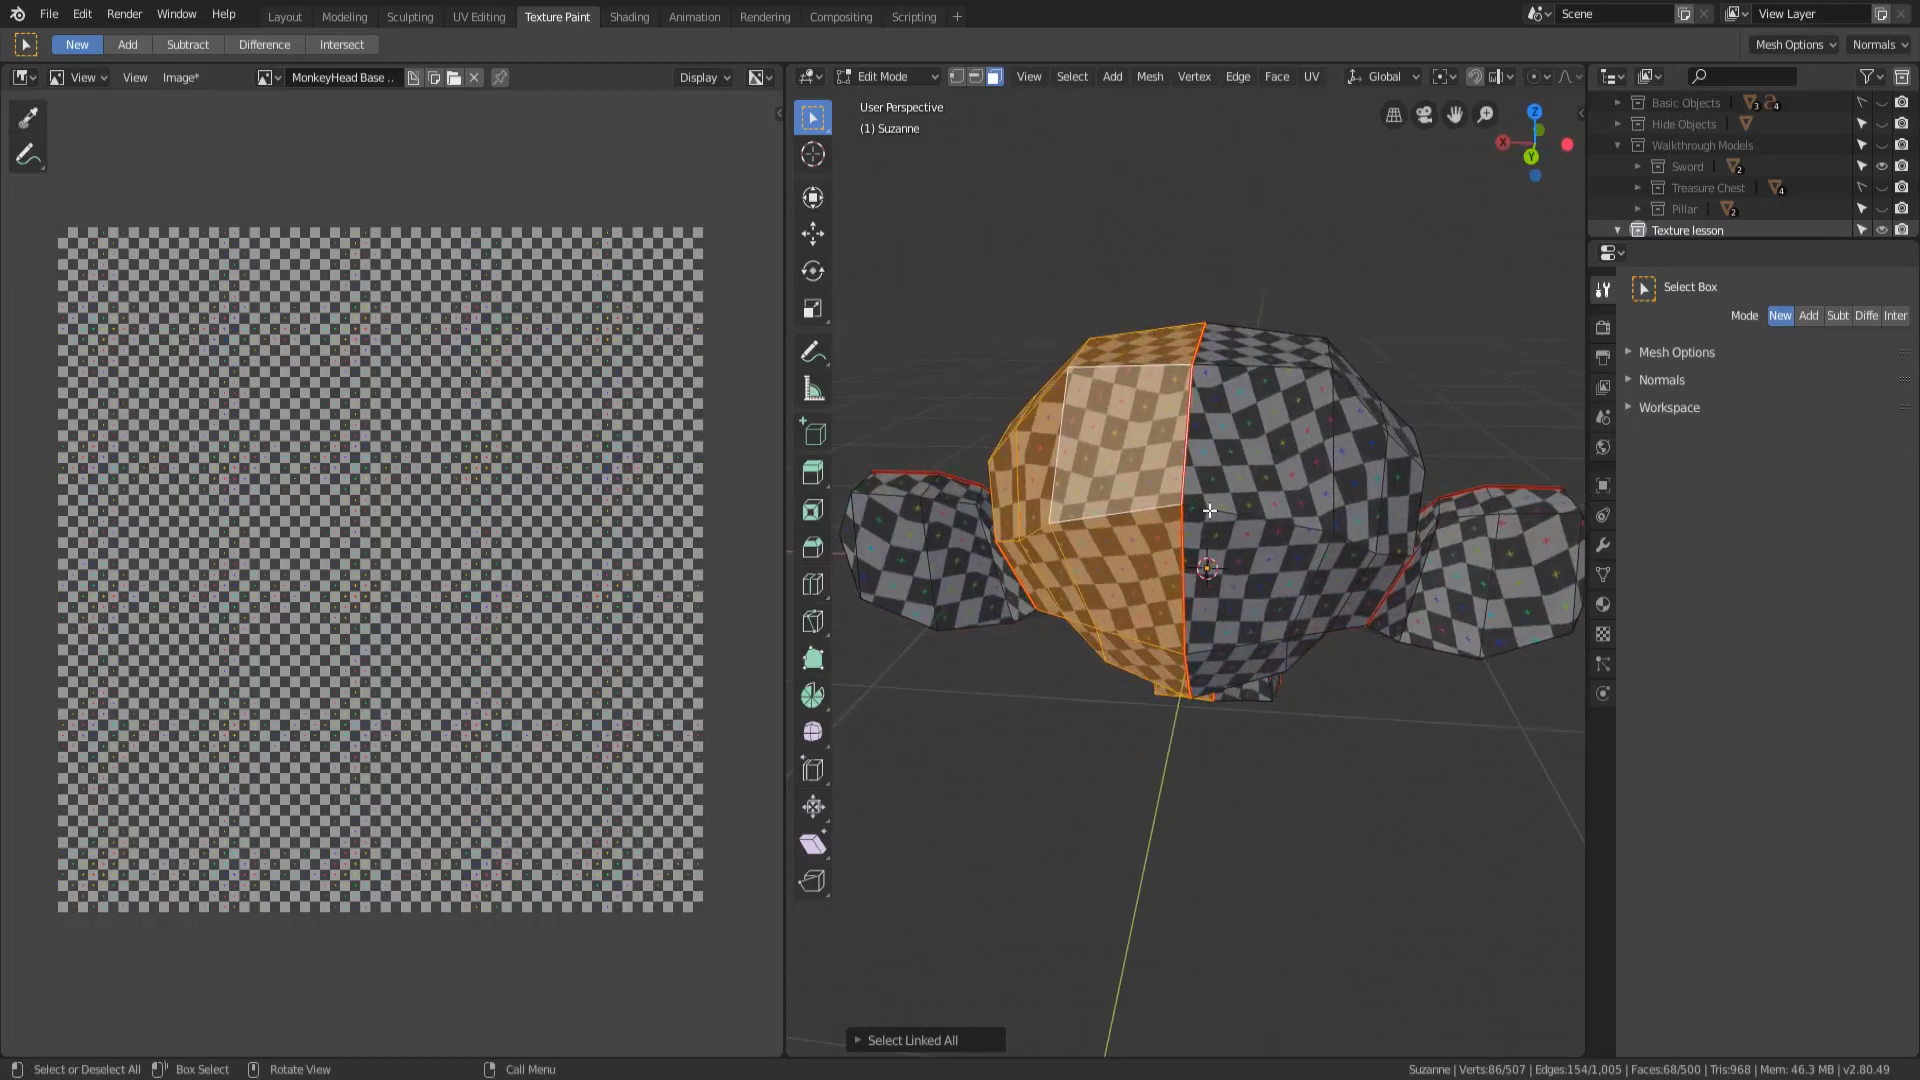 File Edit Render Window Help Layout Modeling Sculpting UV Editing Texture Paint Shading Animation Rendering Compositing Scripting + Scene View Layer
New Add Subtract Difference Intersect Mesh Options Normals
View View Image* MonkeyHead Base .. Display Edit Mode View Select Add Mesh Vertex Edge Face UV Global
User Perspective
(1) Suzanne
Z
X
Y
Basic Objects 3 4
Hide Objects
Walkthrough Models
Sword 2
Treasure Chest 4
Pillar 2
Texture lesson
Select Box
Mode New Add Subt Diffe Inter
Mesh Options
Normals
Workspace
Select Linked All
Select or Deselect All Box Select Rotate View Call Menu Suzanne | Verts:86/507 | Edges:154/1,005 | Faces:68/500 | Tris:968 | Mem: 46.3 MB | v2.80.49